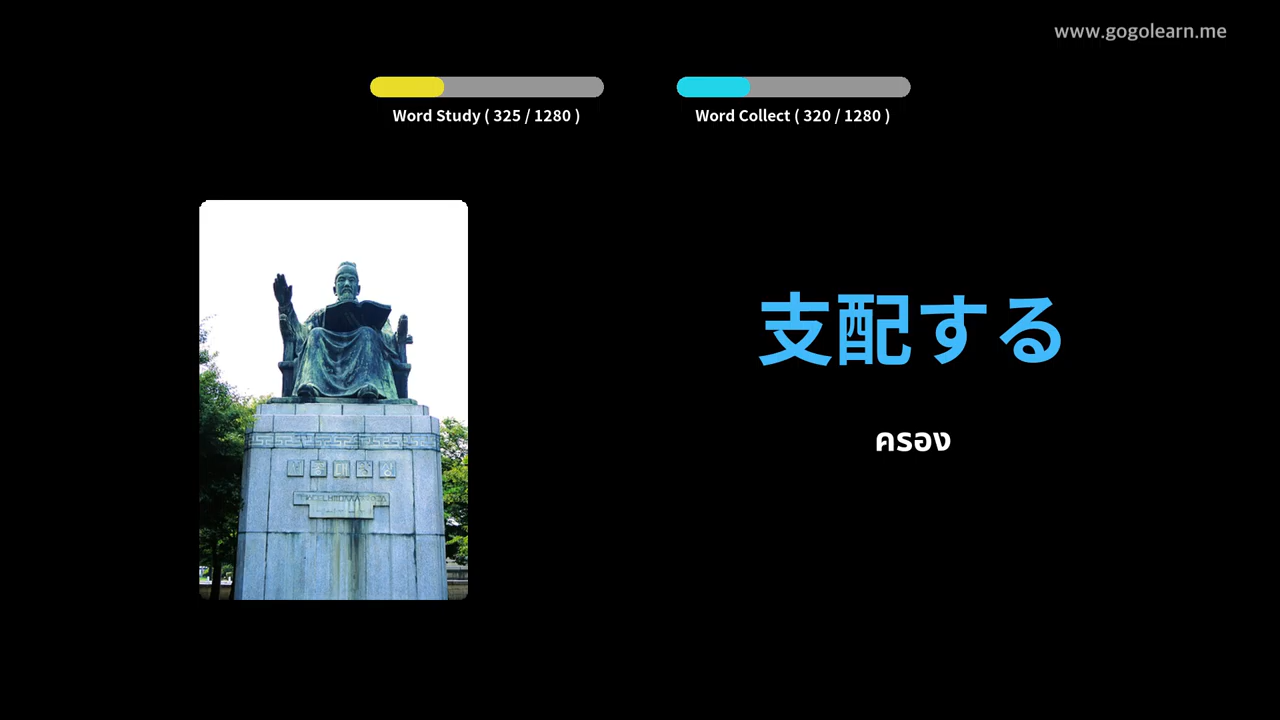 www.gogolearn.me
Word Study ( 325 / 1280 )
Word Collect ( 320 / 1280 )
支配する
ครอง